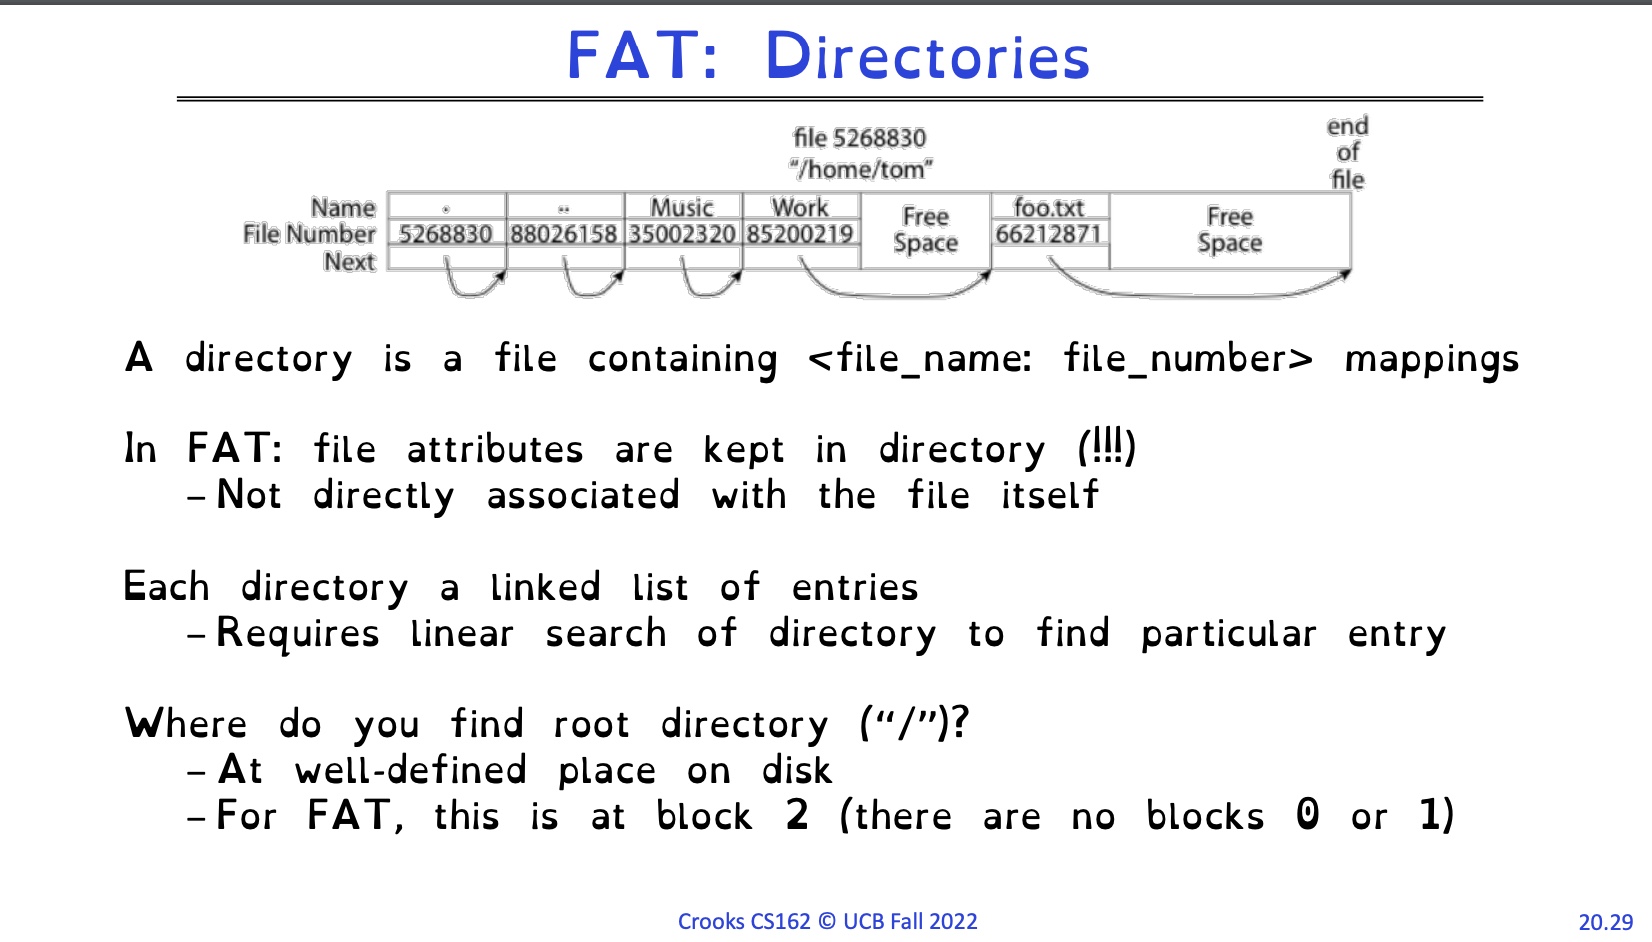 FAT: Directories
file 5268830
“/home/tom”
end
of
file
Name . .. Music Work Free Space foo.txt Free Space
File Number 5268830 88026158 35002320 85200219 66212871
Next
A directory is a file containing <file_name: file_number> mappings
In FAT: file attributes are kept in directory (!!!)
– Not directly associated with the file itself
Each directory a linked list of entries
– Requires linear search of directory to find particular entry
Where do you find root directory (“/”)?
– At well-defined place on disk
– For FAT, this is at block 2 (there are no blocks 0 or 1)
Crooks CS162 © UCB Fall 2022
20.29